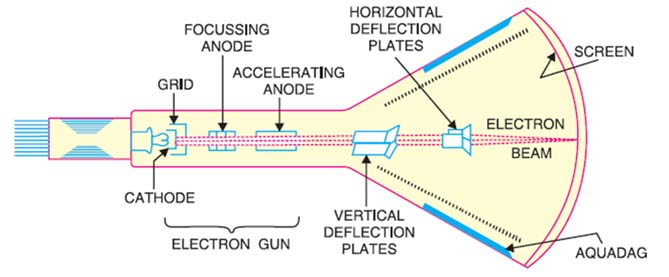 HORIZONTAL
DEFLECTION
PLATES
FOCUSSING
ANODE
SCREEN
ACCELERATING
ANODE
GRID
ELECTRON
BEAM
CATHODE
VERTICAL
DEFLECTION
PLATES
ELECTRON GUN
AQUADAG